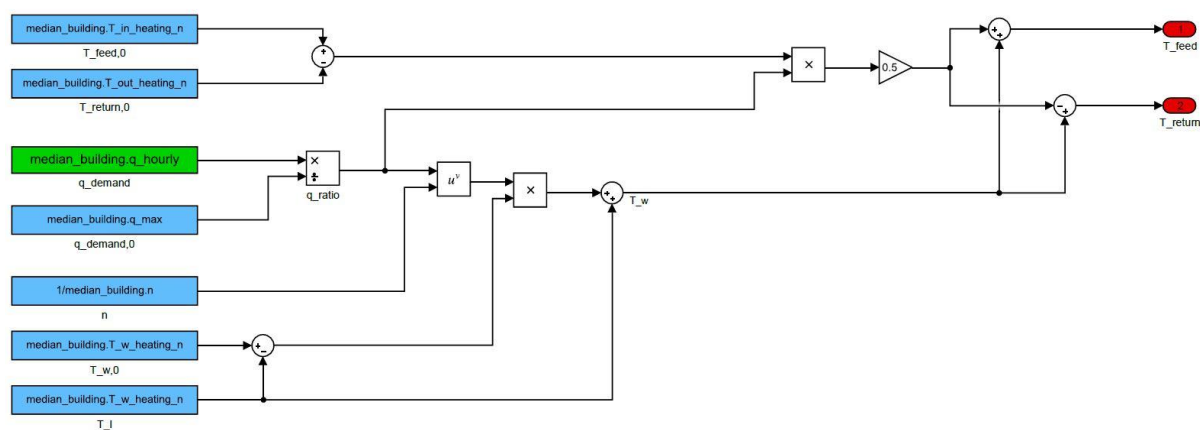 median_building.T_in_heating_n
T_feed,0
+
-
median_building.T_out_heating_n
T_return,0
×
0.5
+
+
1
T_feed
-
+
2
T_return
median_building.q_hourly
q_demand
×
÷
q_ratio
u^v
×
+
+
T_w
median_building.q_max
q_demand,0
1/median_building.n
n
median_building.T_w_heating_n
T_w,0
+
-
median_building.T_w_heating_n
T_l